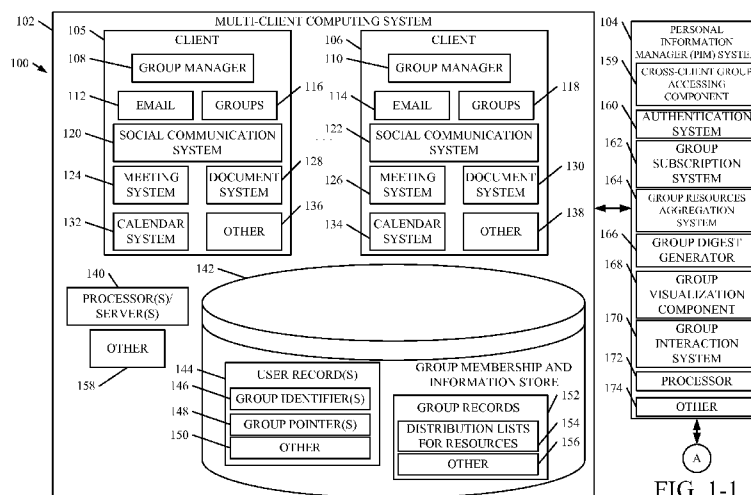 102
MULTI-CLIENT COMPUTING SYSTEM
100
105
CLIENT
108
GROUP MANAGER
112
EMAIL
GROUPS
116
120
SOCIAL COMMUNICATION
SYSTEM
124
MEETING
SYSTEM
DOCUMENT
SYSTEM
128
132
CALENDAR
SYSTEM
OTHER
136
106
CLIENT
110
GROUP MANAGER
114
EMAIL
GROUPS
118
122
SOCIAL COMMUNICATION
SYSTEM
126
MEETING
SYSTEM
DOCUMENT
SYSTEM
130
134
CALENDAR
SYSTEM
OTHER
138
140
PROCESSOR(S)/
SERVER(S)
OTHER
158
142
144
USER RECORD(S)
146
GROUP IDENTIFIER(S)
148
GROUP POINTER(S)
150
OTHER
GROUP MEMBERSHIP AND
INFORMATION STORE
152
GROUP RECORDS
154
DISTRIBUTION LISTS
FOR RESOURCES
OTHER
156
104
PERSONAL
INFORMATION
MANAGER (PIM) SYSTEM
159
CROSS-CLIENT GROUP
ACCESSING
COMPONENT
160
AUTHENTICATION
SYSTEM
162
GROUP
SUBSCRIPTION
SYSTEM
164
GROUP RESOURCES
AGGREGATION
SYSTEM
166
GROUP DIGEST
GENERATOR
168
GROUP
VISUALIZATION
COMPONENT
170
GROUP
INTERACTION
SYSTEM
172
PROCESSOR
174
OTHER
A
FIG. 1-1